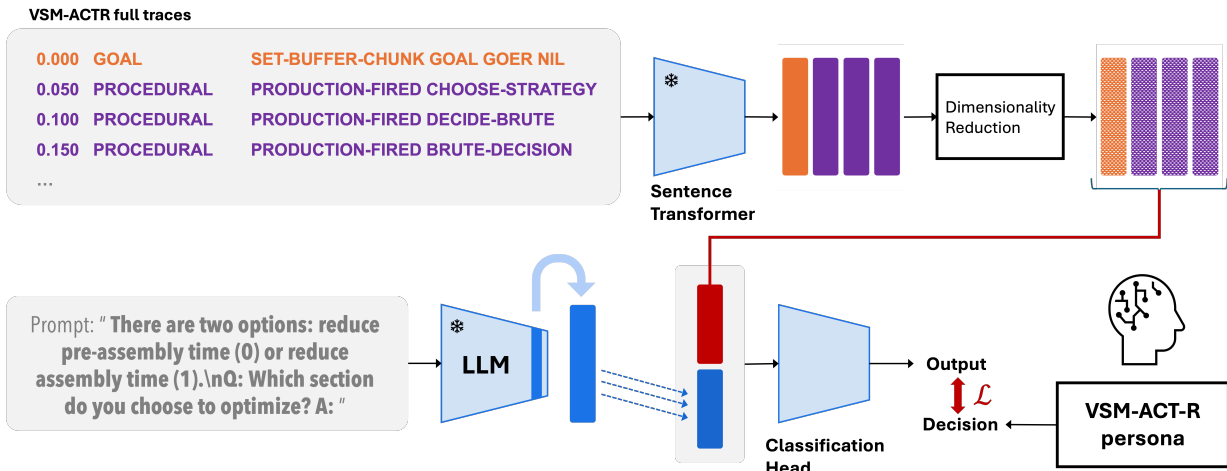 VSM-ACTR full traces
0.000 GOAL SET-BUFFER-CHUNK GOAL GOER NIL
0.050 PROCEDURAL PRODUCTION-FIRED CHOOSE-STRATEGY
0.100 PROCEDURAL PRODUCTION-FIRED DECIDE-BRUTE
0.150 PROCEDURAL PRODUCTION-FIRED BRUTE-DECISION
...
Sentence
Transformer
Dimensionality
Reduction
Prompt: “ There are two options: reduce
pre-assembly time (0) or reduce
assembly time (1).\nQ: Which section
do you choose to optimize? A: ”
LLM
Classification
Head
Output
ℒ
Decision
VSM-ACT-R
persona